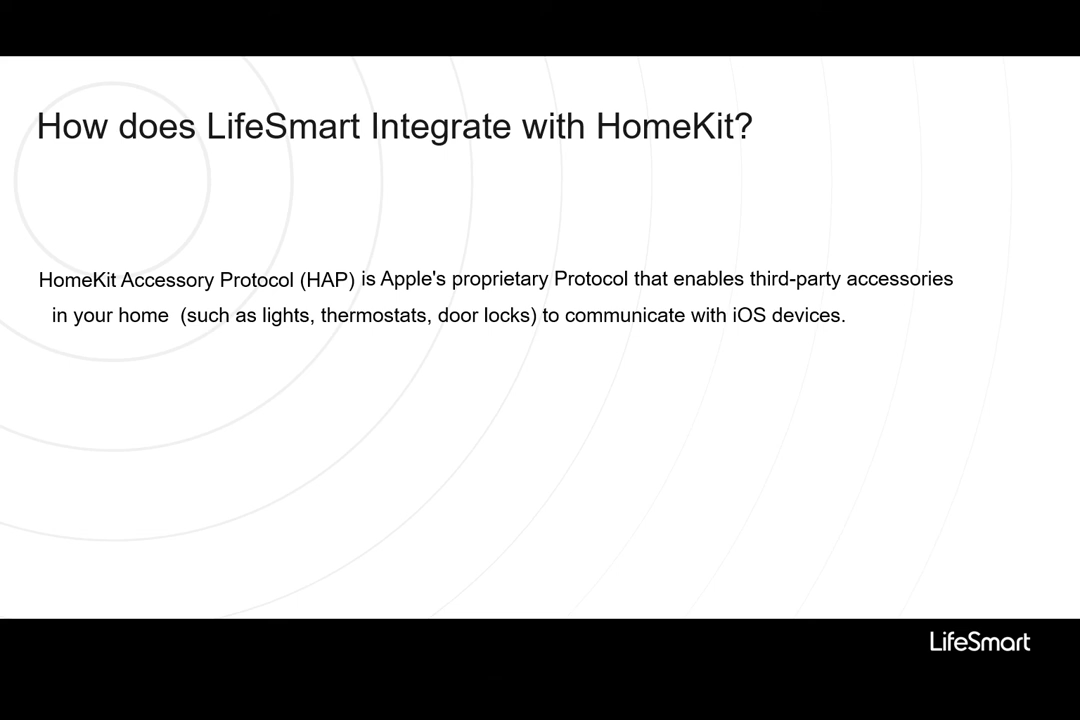 How does LifeSmart Integrate with HomeKit?
HomeKit Accessory Protocol (HAP) is Apple's proprietary Protocol that enables third-party accessories
in your home  (such as lights, thermostats, door locks) to communicate with iOS devices.
LifeSmart